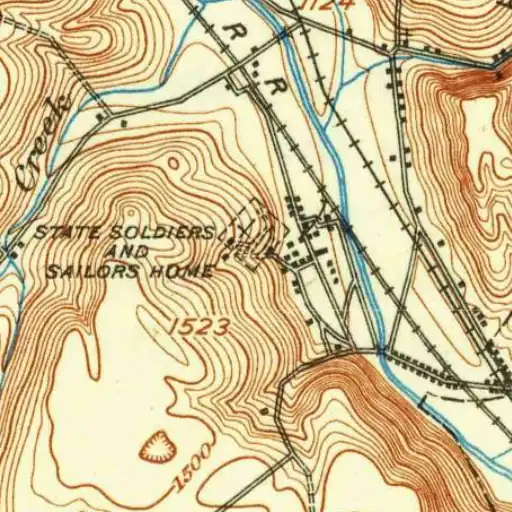 1124
R
R
Creek
STATE SOLDIERS
AND
SAILORS HOME
1523
1500